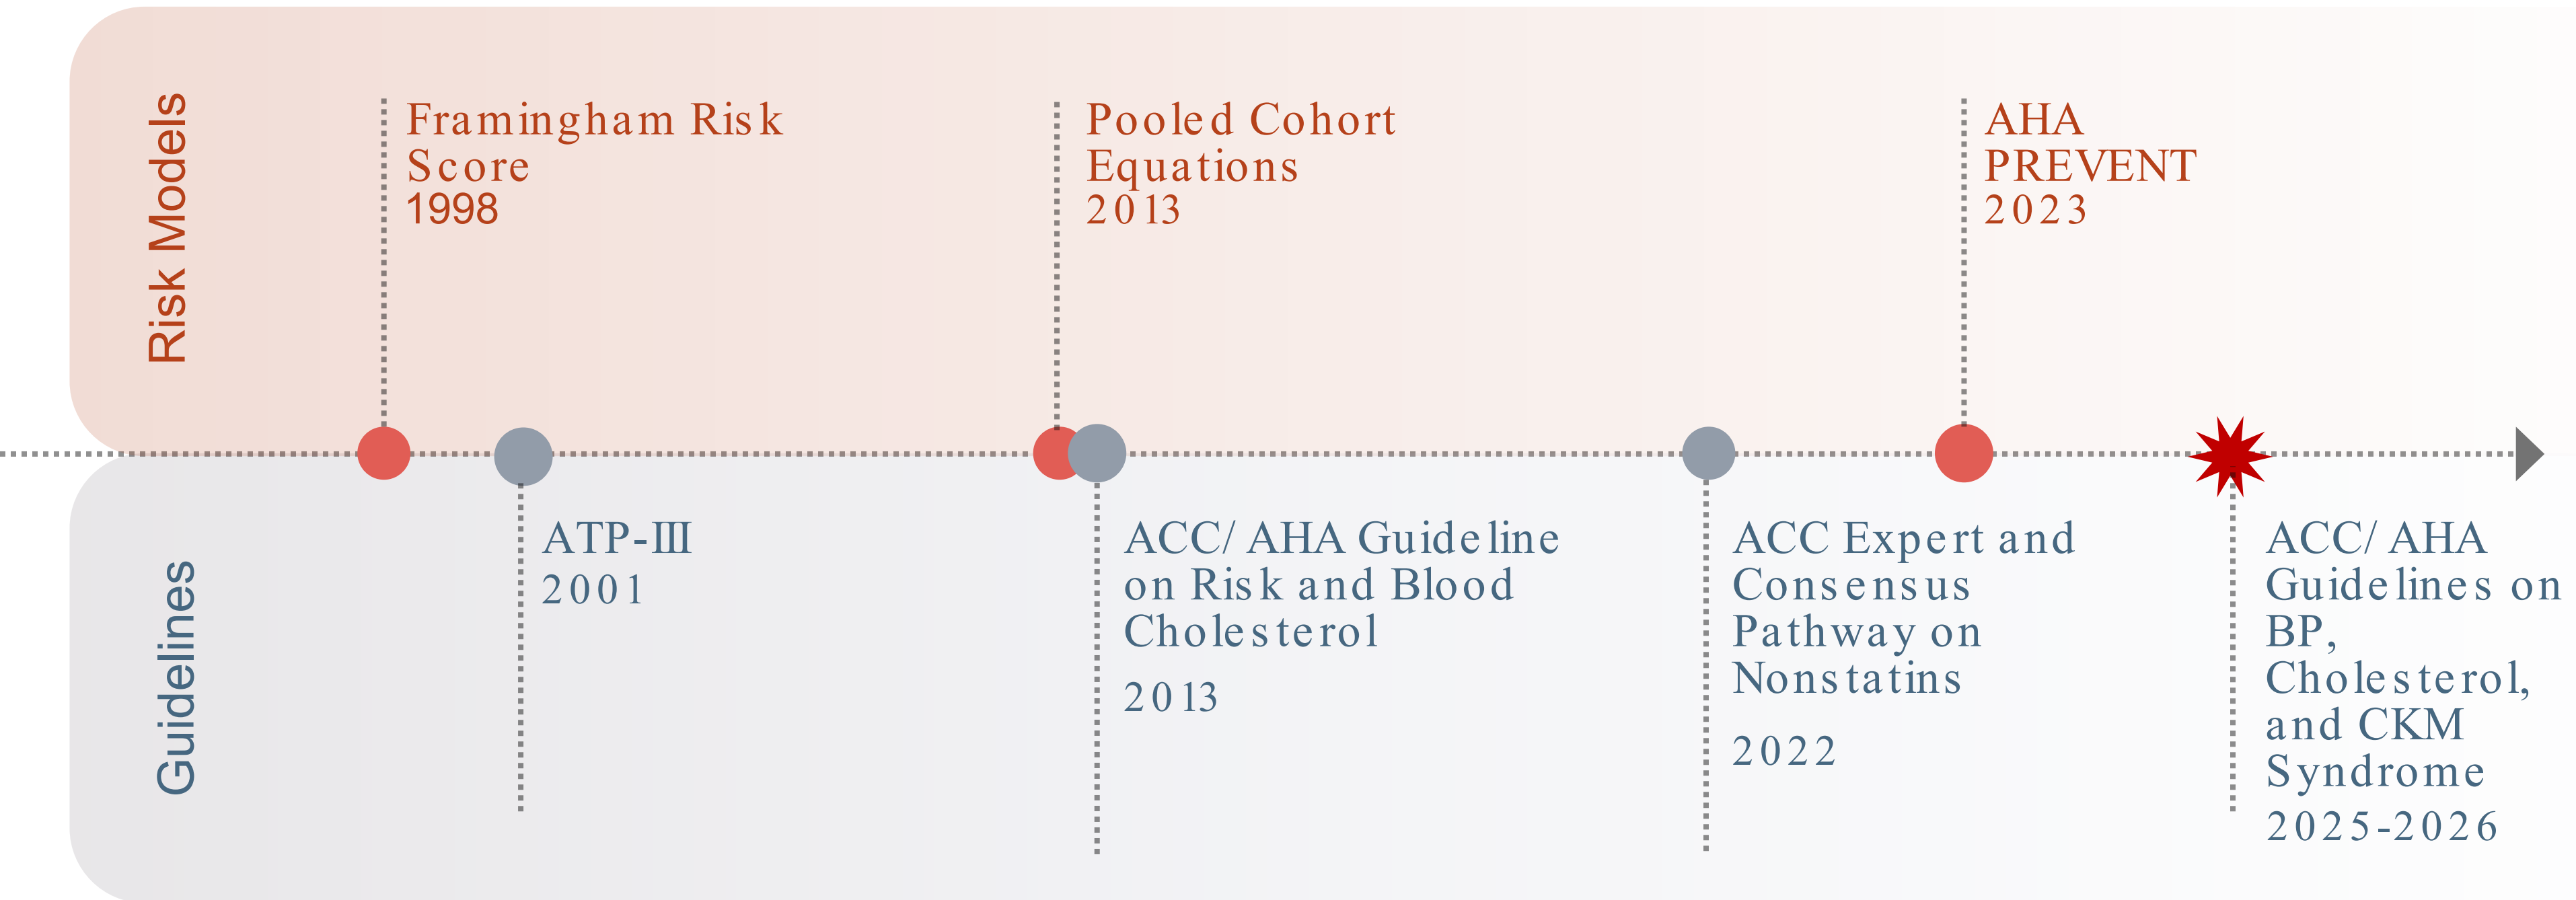 Risk Models
Framingham Risk
Score
1998
Pooled Cohort
Equations
2013
AHA
PREVENT
2023
Guidelines
ATP-III
2001
ACC/ AHA Guideline
on Risk and Blood
Cholesterol
2013
ACC Expert and
Consensus
Pathway on
Nonstatins
2022
ACC/ AHA
Guidelines on
BP,
Cholesterol,
and CKM
Syndrome
2025-2026